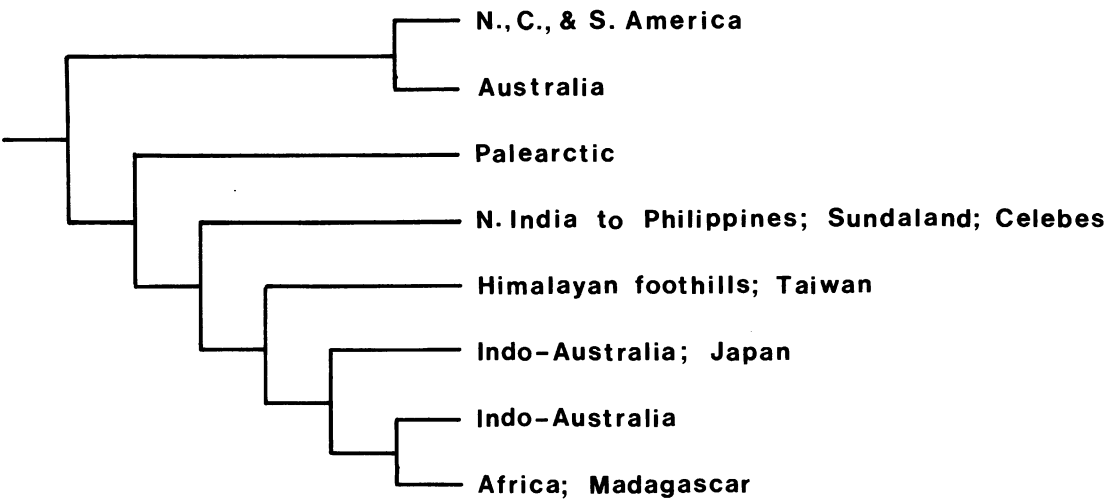 N., C., & S. America
Australia
Palearctic
N. India to Philippines; Sundaland; Celebes
Himalayan foothills; Taiwan
Indo-Australia; Japan
Indo-Australia
Africa; Madagascar